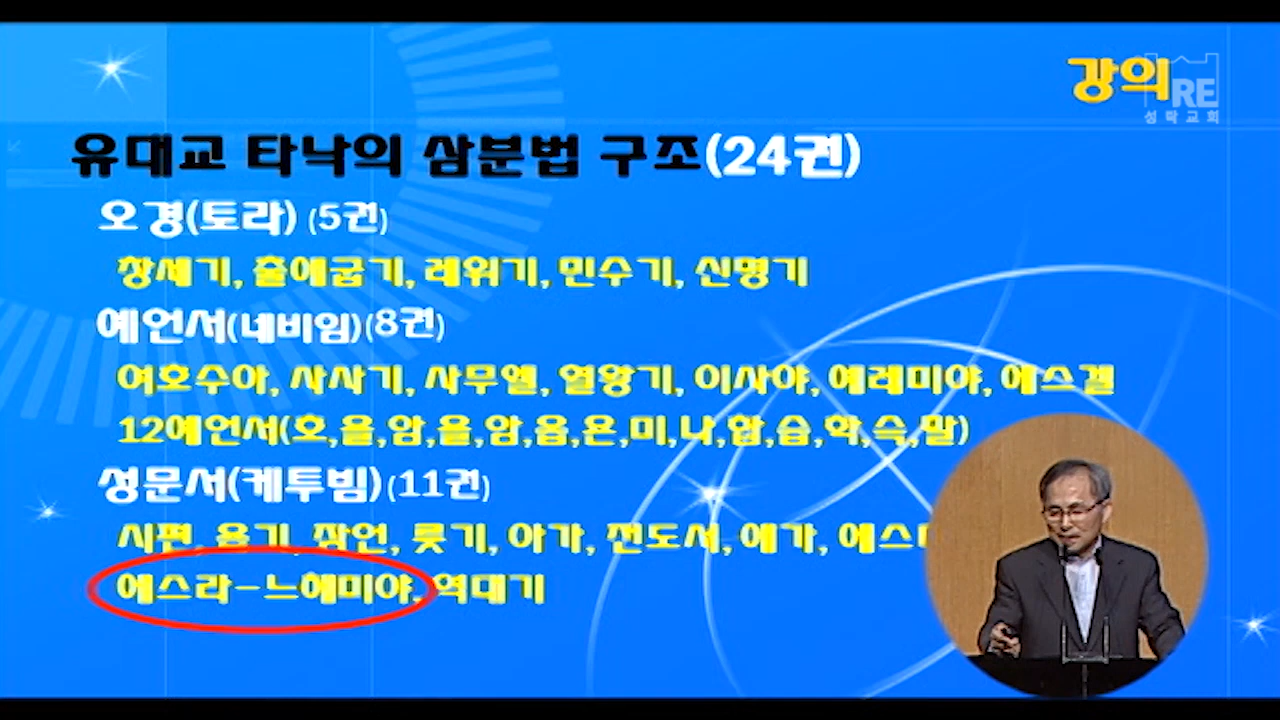 강의
RE
성락교회
유대교 타낙의 삼분법 구조(24권)
오경(토라) (5권)
창세기, 출애굽기, 레위기, 민수기, 신명기
예언서(네비임)(8권)
여호수아, 사사기, 사무엘, 열왕기, 이사야, 예레미야, 에스겔
12예언서(호,욜,암,욜,암,옵,욘,미,나,합,습,학,슥,말)
성문서(케투빔)(11권)
시편, 욥기, 잠언, 룻기, 아가, 전도서, 애가,
에스라-느헤미야, 역대기